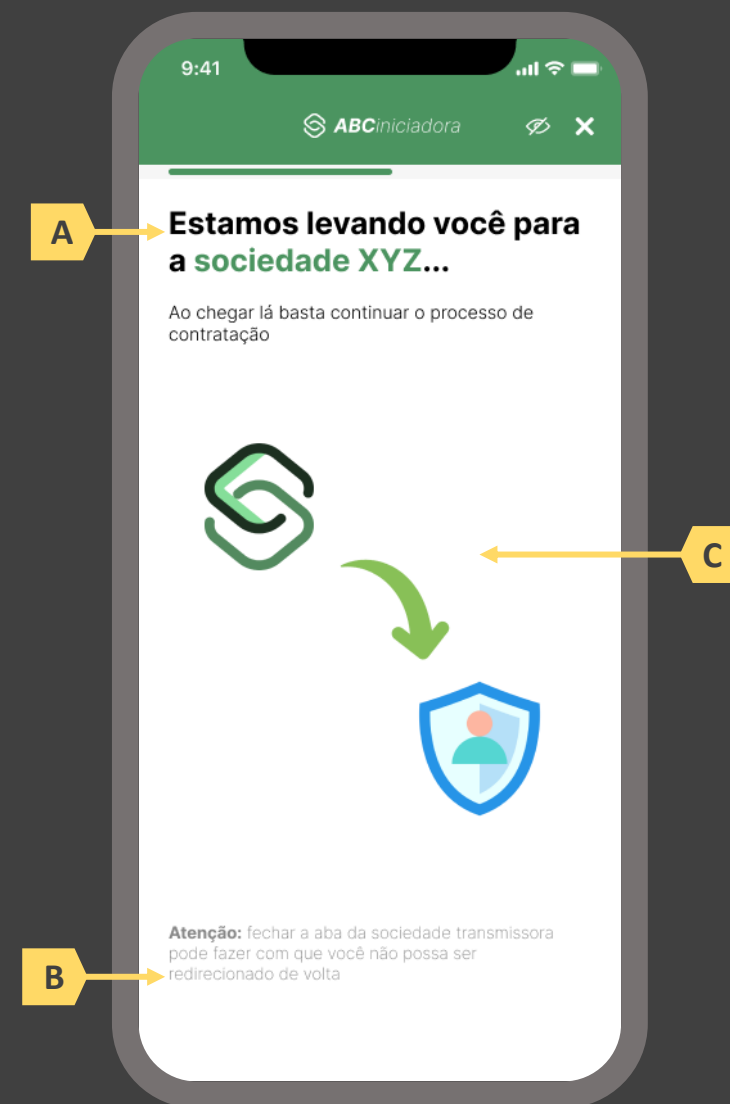 9:41
ABCiniciadora
A
Estamos levando você para
a sociedade XYZ...
Ao chegar lá basta continuar o processo de
contratação
C
Atenção: fechar a aba da sociedade transmissora
pode fazer com que você não possa ser
redirecionado de volta
B